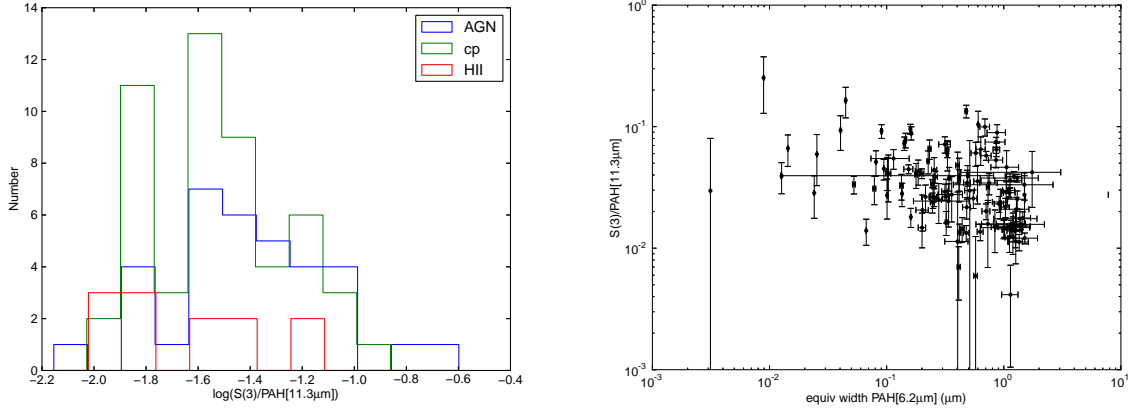 AGN
cp
HII
14
12
10
8
6
4
2
0
Number
−2.2 −2.0 −1.8 −1.6 −1.4 −1.2 −1.0 −0.8 −0.6 −0.4
log(S(3)/PAH[11.3μm])
10^0
10^-1
10^-2
10^-3
S(3)/PAH[11.3μm]
10^-3 10^-2 10^-1 10^0 10^1
equiv width PAH[6.2μm] (μm)